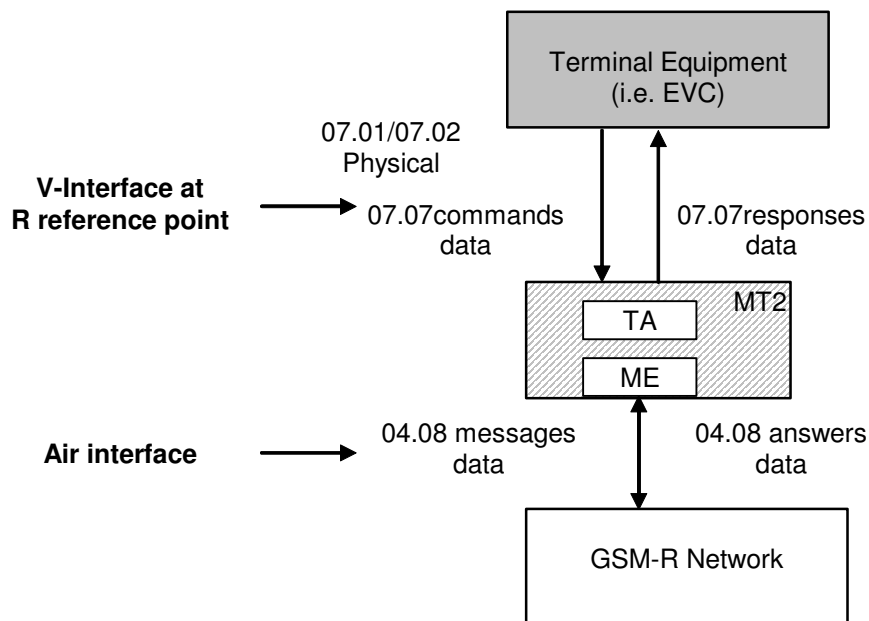 Terminal Equipment
(i.e. EVC)
07.01/07.02
Physical
V-Interface at
R reference point
07.07commands
data
07.07responses
data
MT2
TA
ME
Air interface
04.08 messages
data
04.08 answers
data
GSM-R Network